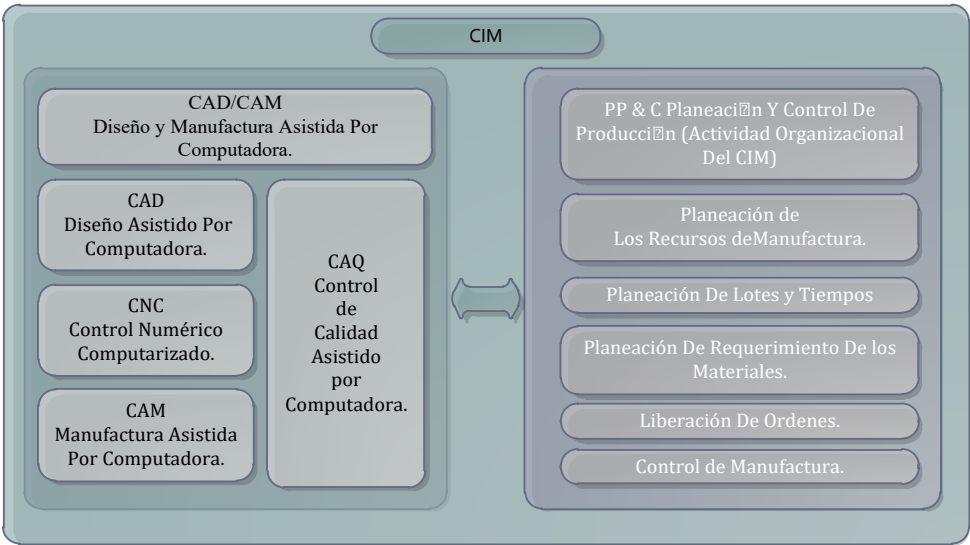 CIM
CAD/CAM
Diseño y Manufactura Asistida Por
Computadora.
CAD
Diseño Asistido Por
Computadora.
CNC
Control Numérico
Computarizado.
CAM
Manufactura Asistida
Por Computadora.
CAQ
Control
de
Calidad
Asistido
por
Computadora.
PP & C Planeaci�n Y Control De
Producci�n (Actividad Organizacional
Del CIM)
Planeación de
Los Recursos deManufactura.
Planeación De Lotes y Tiempos
Planeación De Requerimiento De los
Materiales.
Liberación De Ordenes.
Control de Manufactura.